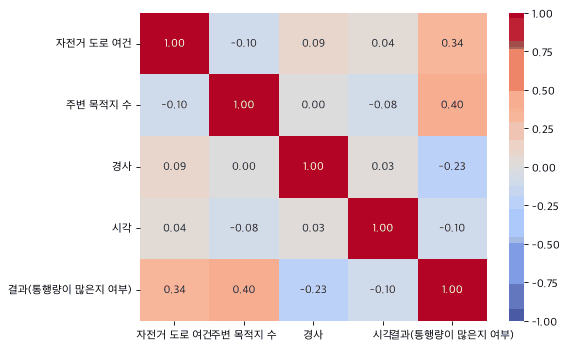 자전거 도로 여건 1.00 -0.10 0.09 0.04 0.34
주변 목적지 수 -0.10 1.00 0.00 -0.08 0.40
경사 0.09 0.00 1.00 0.03 -0.23
시각 0.04 -0.08 0.03 1.00 -0.10
결과(통행량이 많은지 여부) 0.34 0.40 -0.23 -0.10 1.00
자전거 도로 여건 주변 목적지 수 경사 시각 결과(통행량이 많은지 여부)
1.00
0.75
0.50
0.25
0.00
-0.25
-0.50
-0.75
-1.00